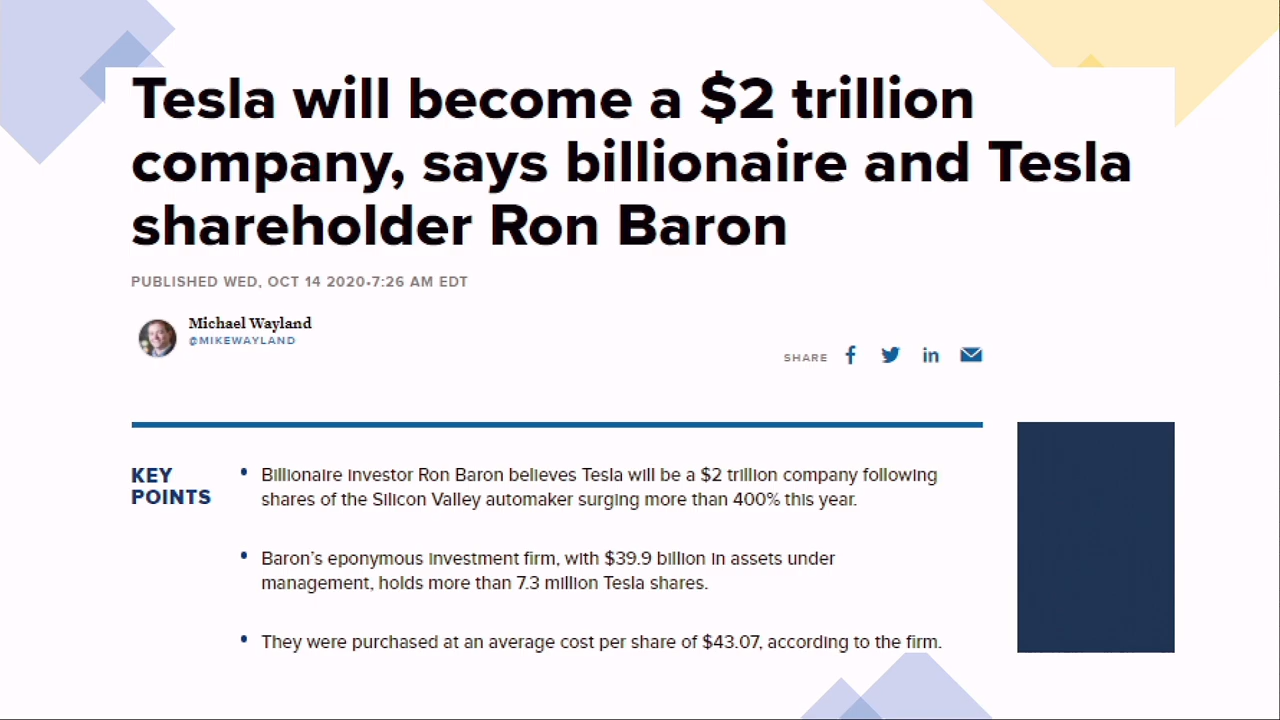 Tesla will become a $2 trillion
company, says billionaire and Tesla
shareholder Ron Baron
PUBLISHED WED, OCT 14 2020•7:26 AM EDT
Michael Wayland
@MIKEWAYLAND
SHARE
KEY
POINTS
• Billionaire investor Ron Baron believes Tesla will be a $2 trillion company following
shares of the Silicon Valley automaker surging more than 400% this year.
• Baron’s eponymous investment firm, with $39.9 billion in assets under
management, holds more than 7.3 million Tesla shares.
• They were purchased at an average cost per share of $43.07, according to the firm.